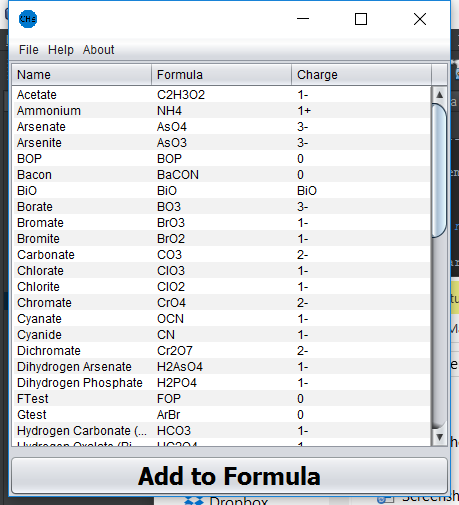 CHE
File Help About
Name Formula Charge
Acetate C2H3O2 1-
Ammonium NH4 1+
Arsenate AsO4 3-
Arsenite AsO3 3-
BOP BOP 0
Bacon BaCON 0
BiO BiO BiO
Borate BO3 3-
Bromate BrO3 1-
Bromite BrO2 1-
Carbonate CO3 2-
Chlorate ClO3 1-
Chlorite ClO2 1-
Chromate CrO4 2-
Cyanate OCN 1-
Cyanide CN 1-
Dichromate Cr2O7 2-
Dihydrogen Arsenate H2AsO4 1-
Dihydrogen Phosphate H2PO4 1-
FTest FOP 0
Gtest ArBr 0
Hydrogen Carbonate (... HCO3 1-
Hydrogen Oxalate (Bi... HC2O4 1-
Add to Formula
Dropbox
Screensho